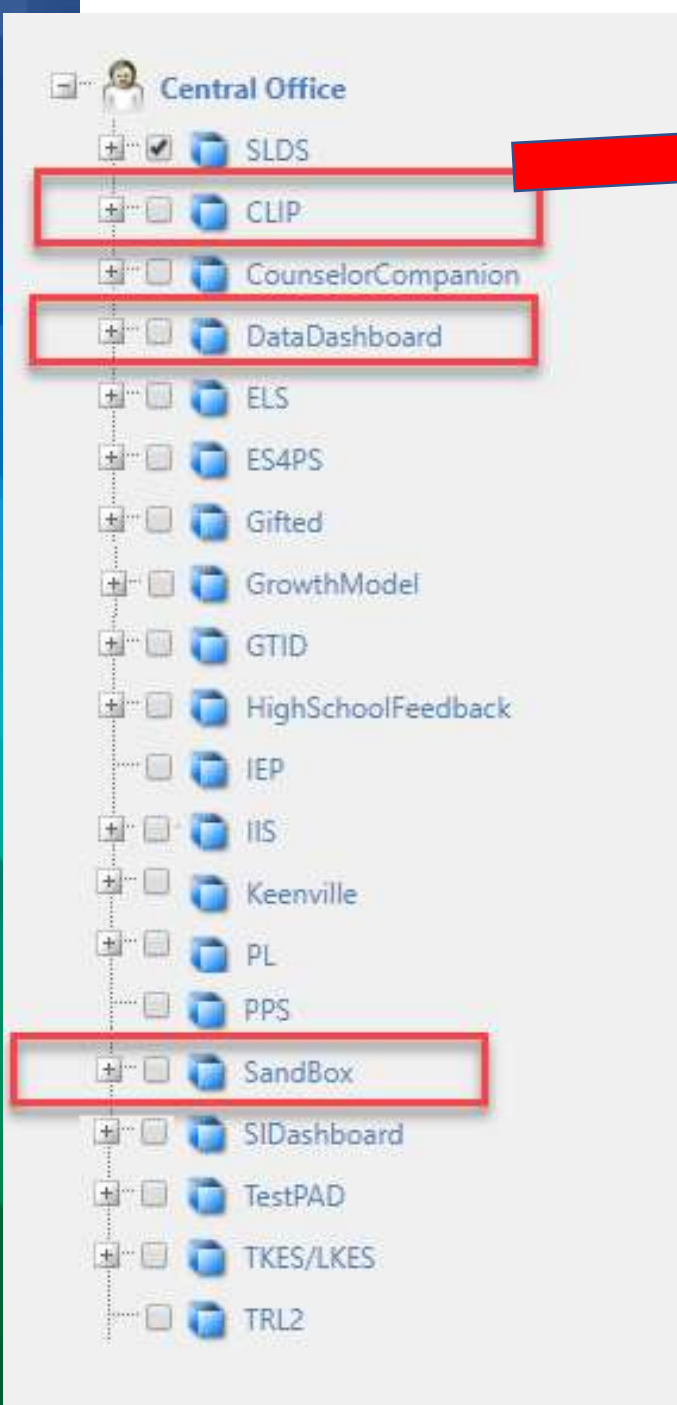 Central Office
SLDS
CLIP
CounselorCompanion
DataDashboard
ELS
ES4PS
Gifted
GrowthModel
GTID
HighSchoolFeedback
IEP
IIS
Keenville
PL
PPS
SandBox
SIDashboard
TestPAD
TKES/LKES
TRL2